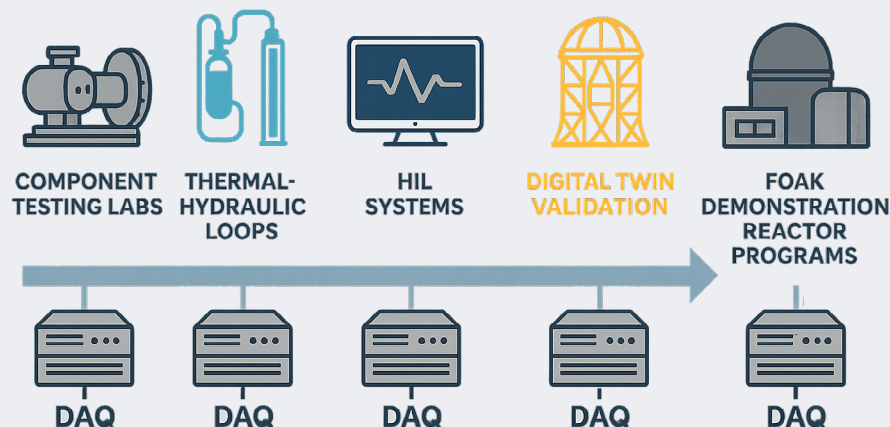 COMPONENT
TESTING LABS
THERMAL-
HYDRAULIC
LOOPS
HIL
SYSTEMS
DIGITAL TWIN
VALIDATION
FOAK
DEMONSTRATION
REACTOR
PROGRAMS
DAQ
DAQ
DAQ
DAQ
DAQ